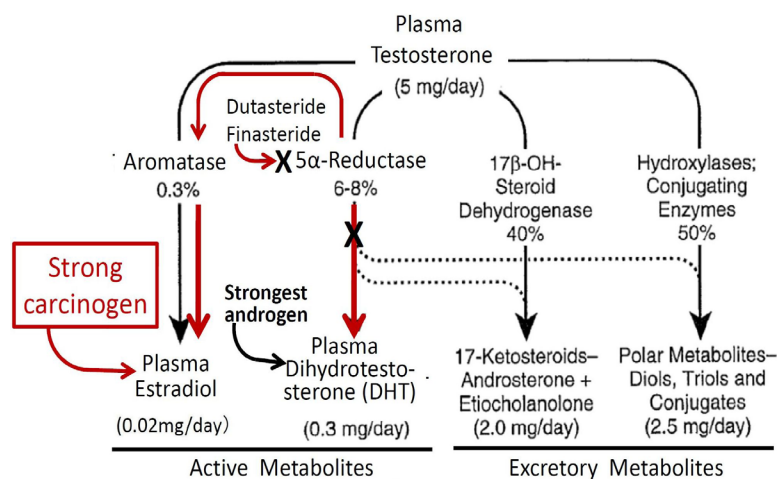 Plasma
Testosterone
(5 mg/day)
Dutasteride
Finasteride
Aromatase
0.3%
X 5α-Reductase
6-8%
17β-OH-
Steroid
Dehydrogenase
40%
Hydroxylases;
Conjugating
Enzymes
50%
X
Strong
carcinogen
Strongest
androgen
Plasma
Estradiol
(0.02mg/day)
Plasma
Dihydrotesto-
sterone (DHT)
(0.3 mg/day)
17-Ketosteroids–
Androsterone +
Etiocholanolone
(2.0 mg/day)
Polar Metabolites–
Diols, Triols and
Conjugates
(2.5 mg/day)
Active Metabolites
Excretory Metabolites